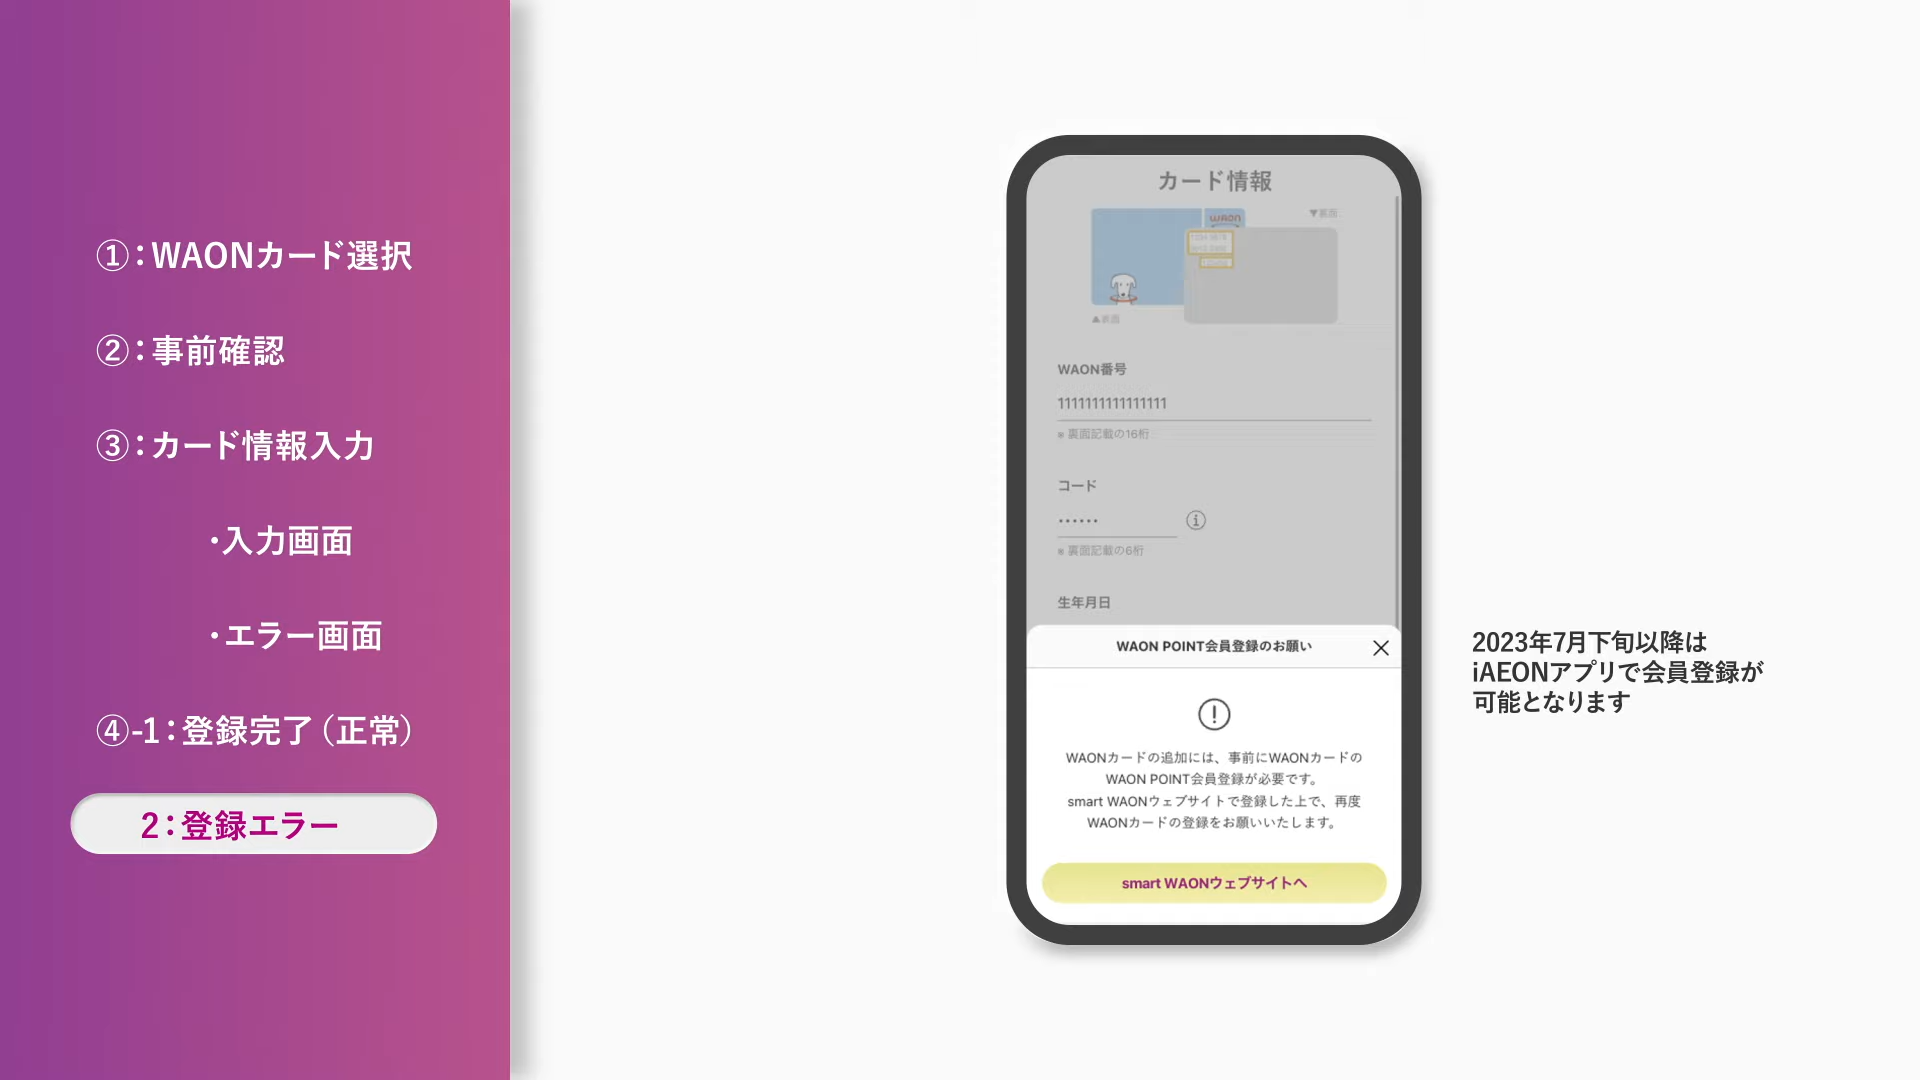 ①：WAONカード選択
②：事前確認
③：カード情報入力
・入力画面
・エラー画面
④-1：登録完了（正常）
2：登録エラー
カード情報
WAON
▼裏面
▲表面
WAON番号
1111111111111111
※ 裏面記載の16桁
コード
••••••
※ 裏面記載の6桁
生年月日
WAON POINT会員登録のお願い
WAONカードの追加には、事前にWAONカードの
WAON POINT会員登録が必要です。
smart WAONウェブサイトで登録した上で、再度
WAONカードの登録をお願いいたします。
smart WAONウェブサイトへ
2023年7月下旬以降は
iAEONアプリで会員登録が
可能となります